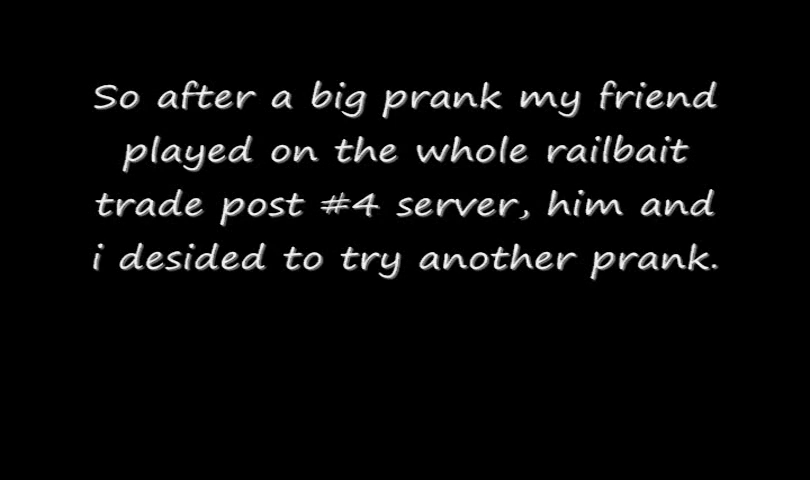 So after a big prank my friend
played on the whole railbait
trade post #4 server, him and
i desided to try another prank.